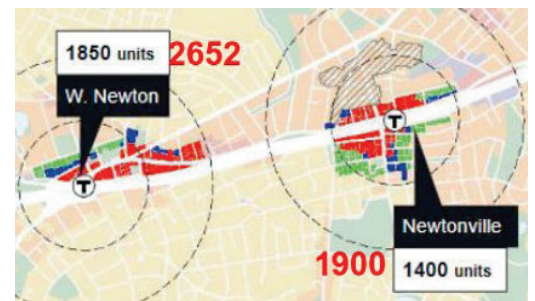 1850 units 2652
W. Newton
T
T
Newtonville
1900 1400 units